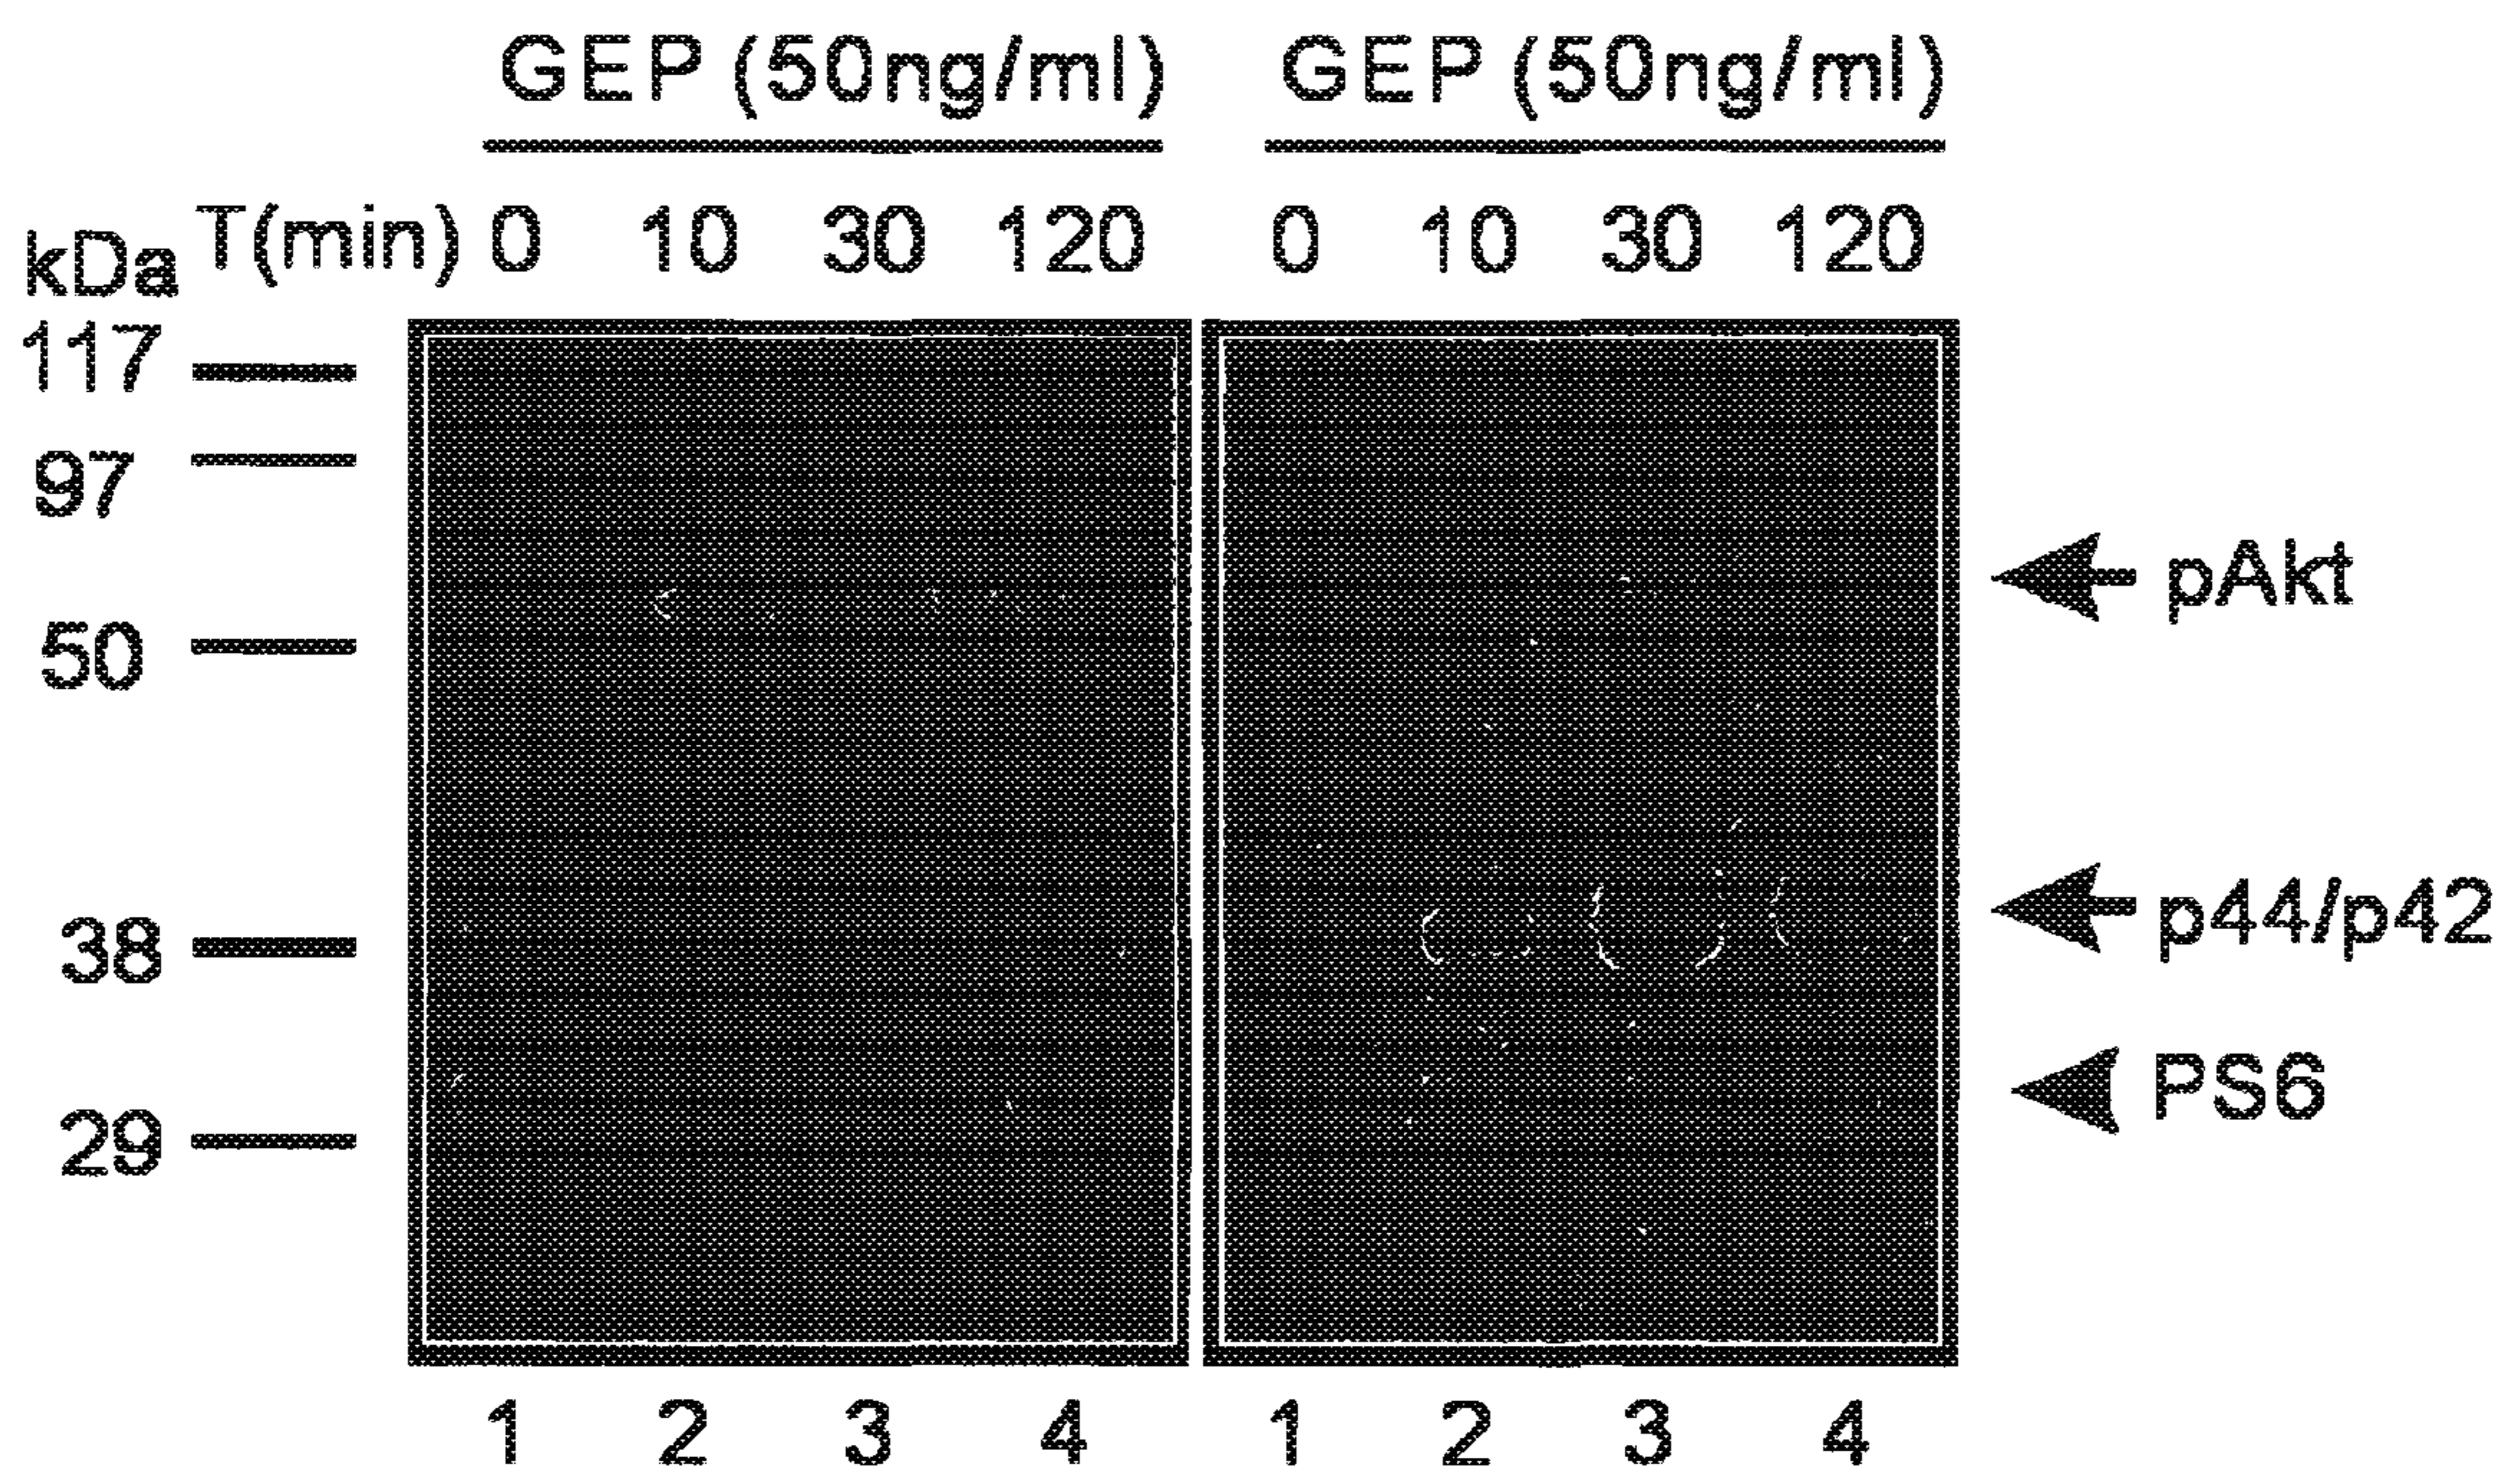 GEP (50ng/ml) GEP (50ng/ml)
kDa T(min) 0 10 30 120 0 10 30 120
117
97
pAkt
50
p44/p42
38
PS6
29
1 2 3 4 1 2 3 4